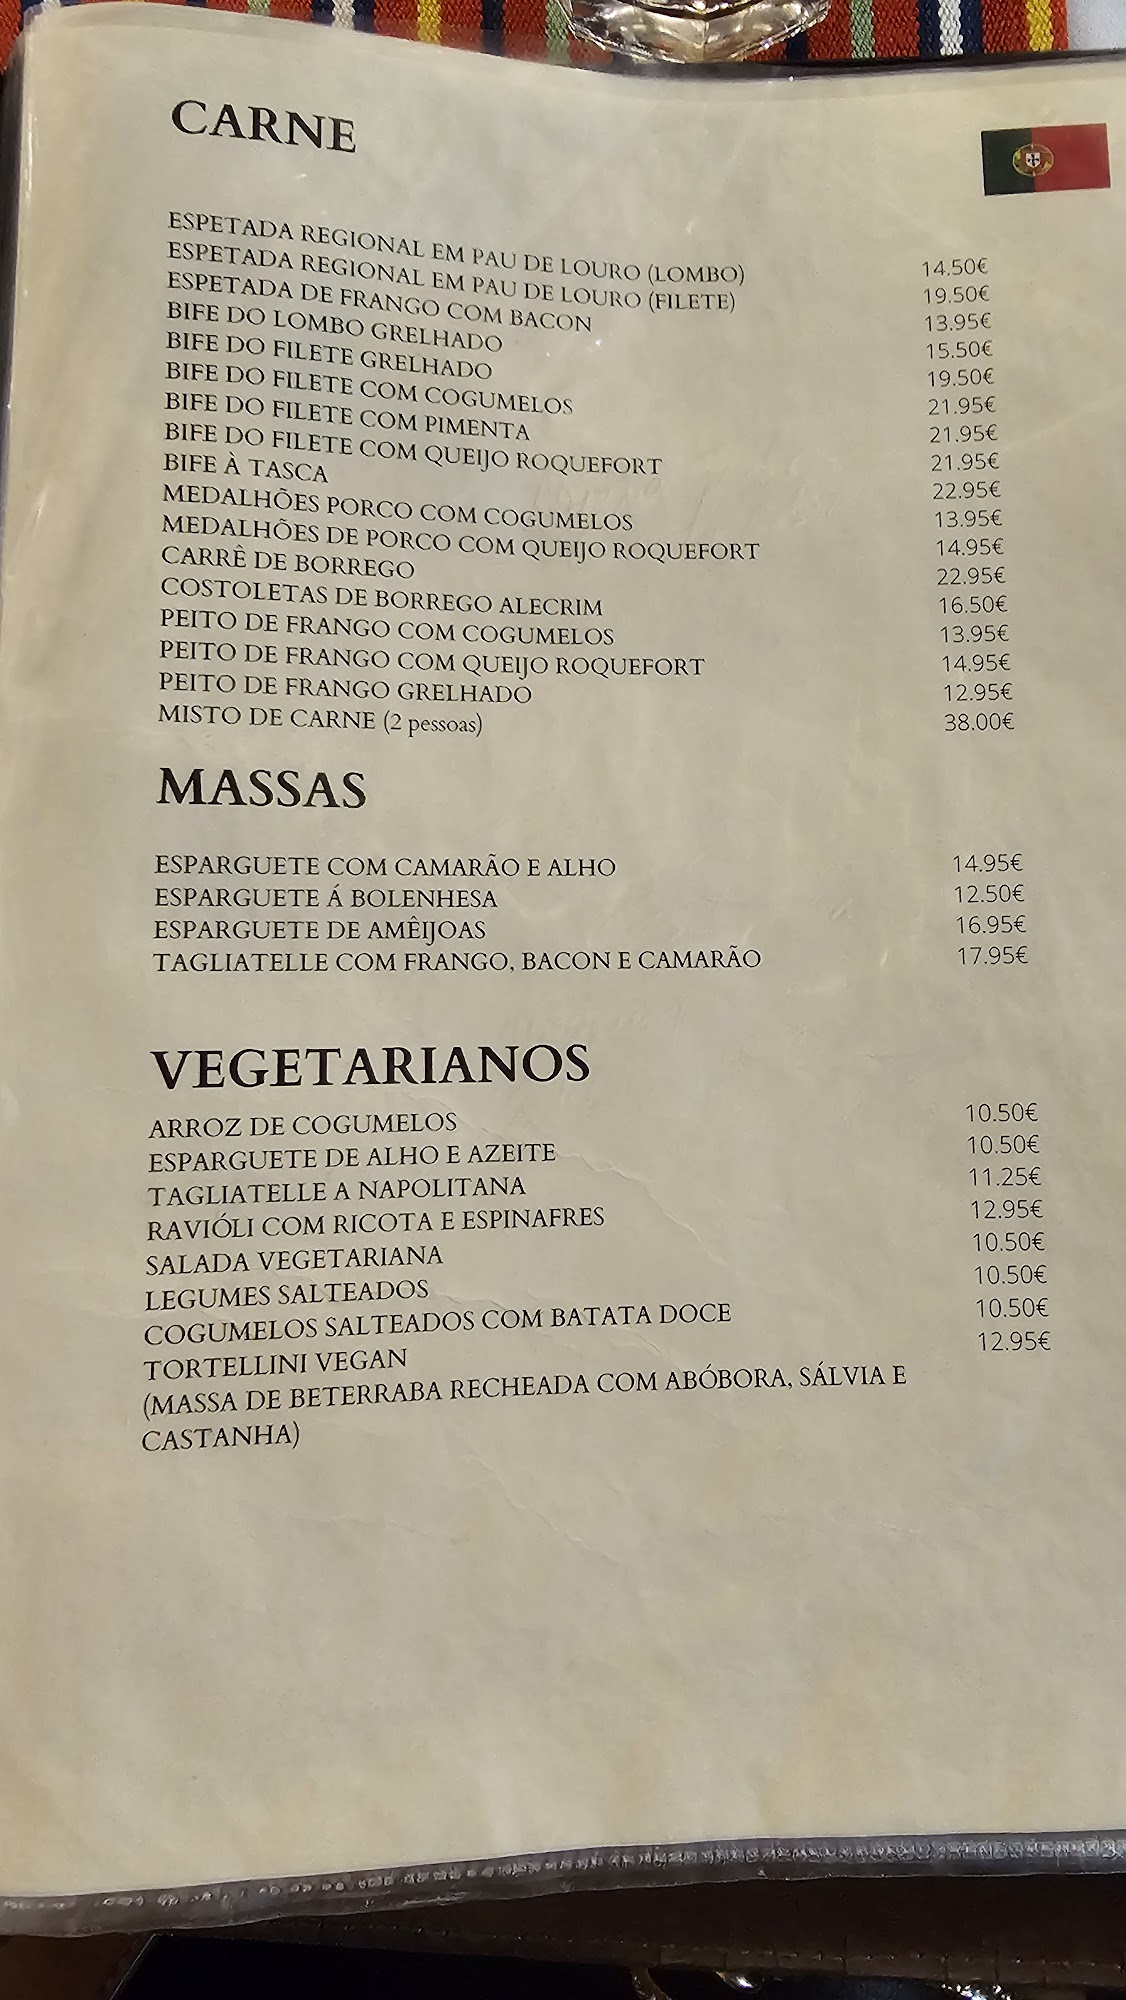 CARNE
ESPETADA REGIONAL EM PAU DE LOURO (LOMBO) 14.50€
ESPETADA REGIONAL EM PAU DE LOURO (FILETE) 19.50€
ESPETADA DE FRANGO COM BACON 13.95€
BIFE DO LOMBO GRELHADO 15.50€
BIFE DO FILETE GRELHADO 19.50€
BIFE DO FILETE COM COGUMELOS 21.95€
BIFE DO FILETE COM PIMENTA 21.95€
BIFE DO FILETE COM QUEIJO ROQUEFORT 21.95€
BIFE À TASCA 22.95€
MEDALHÕES PORCO COM COGUMELOS 13.95€
MEDALHÕES DE PORCO COM QUEIJO ROQUEFORT 14.95€
CARRÊ DE BORREGO 22.95€
COSTOLETAS DE BORREGO ALECRIM 16.50€
PEITO DE FRANGO COM COGUMELOS 13.95€
PEITO DE FRANGO COM QUEIJO ROQUEFORT 14.95€
PEITO DE FRANGO GRELHADO 12.95€
MISTO DE CARNE (2 pessoas) 38.00€
MASSAS
ESPARGUETE COM CAMARÃO E ALHO 14.95€
ESPARGUETE Á BOLENHESA 12.50€
ESPARGUETE DE AMÊIJOAS 16.95€
TAGLIATELLE COM FRANGO, BACON E CAMARÃO 17.95€
VEGETARIANOS
ARROZ DE COGUMELOS 10.50€
ESPARGUETE DE ALHO E AZEITE 10.50€
TAGLIATELLE A NAPOLITANA 11.25€
RAVIÓLI COM RICOTA E ESPINAFRES 12.95€
SALADA VEGETARIANA 10.50€
LEGUMES SALTEADOS 10.50€
COGUMELOS SALTEADOS COM BATATA DOCE 10.50€
TORTELLINI VEGAN 12.95€
(MASSA DE BETERRABA RECHEADA COM ABÓBORA, SÁLVIA E
CASTANHA)